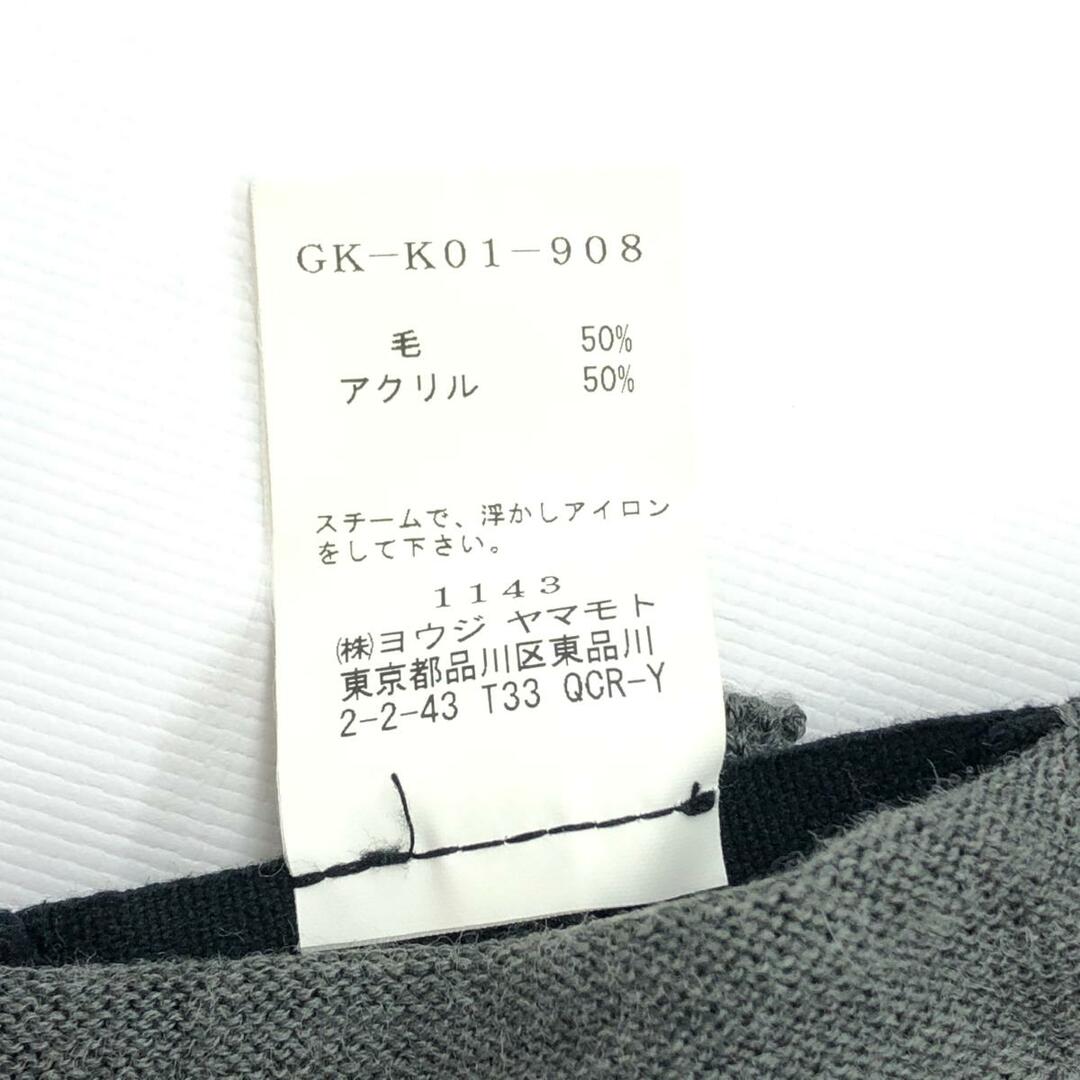 GK-K01-908
毛 50%
アクリル 50%
スチームで、浮かしアイロン
をして下さい。
1143
㈱ヨウジ ヤマモト
東京都品川区東品川
2-2-43 T33 QCR-Y